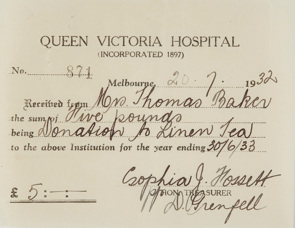 QUEEN VICTORIA HOSPITAL
(INCORPORATED 1897)
No. 871 Melbourne, 20.7.1932
Received from Mrs. Thomas Baker
the sum of Five pounds
being Donation to Linen Tea
to the above Institution for the year ending 30/6/33
£ 5:—:— Sophia J.
HON. TREASURER
D. Grenfell